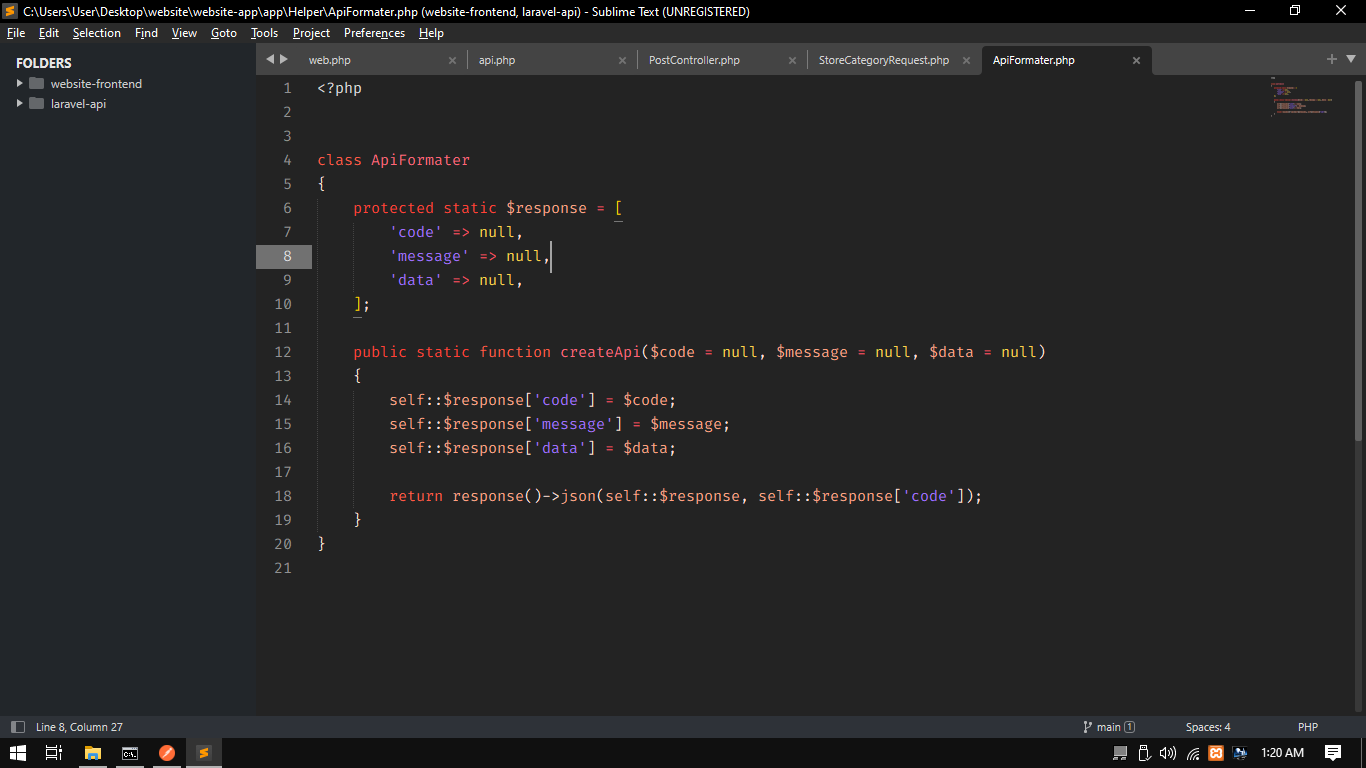 C:\Users\User\Desktop\website\website-app\app\Helper\ApiFormater.php (website-frontend, laravel-api) - Sublime Text (UNREGISTERED)
File Edit Selection Find View Goto Tools Project Preferences Help
FOLDERS
website-frontend
laravel-api
web.php api.php PostController.php StoreCategoryRequest.php ApiFormater.php
1 <?php
2
3
4 class ApiFormater
5 {
6     protected static $response = [
7         'code' => null,
8         'message' => null,
9         'data' => null,
10     ];
11
12     public static function createApi($code = null, $message = null, $data = null)
13     {
14         self::$response['code'] = $code;
15         self::$response['message'] = $message;
16         self::$response['data'] = $data;
17
18         return response()->json(self::$response, self::$response['code']);
19     }
20 }
21
Line 8, Column 27 main 1 Spaces: 4 PHP
1:20 AM